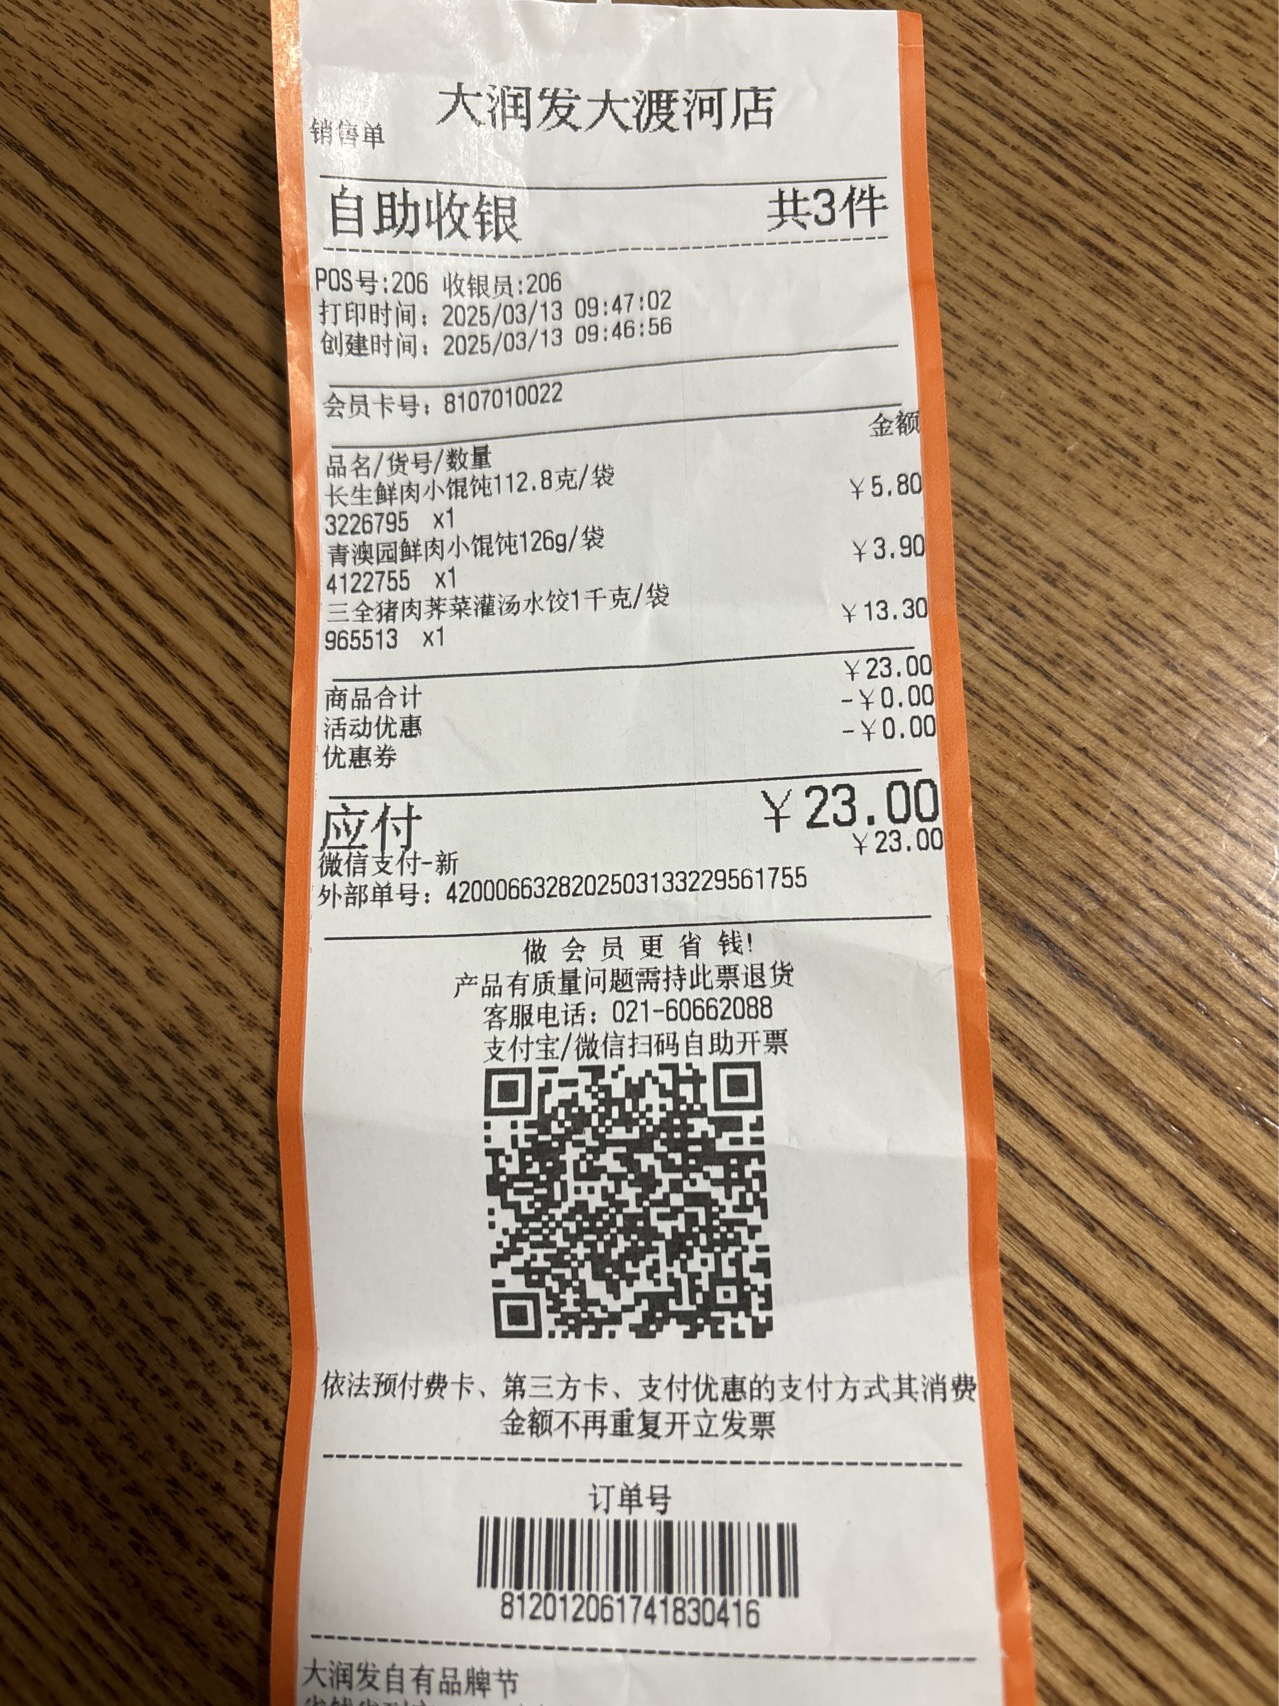 大润发大渡河店
销售单
自助收银 共3件
POS号:206 收银员:206
打印时间：2025/03/13 09:47:02
创建时间：2025/03/13 09:46:56
会员卡号：8107010022
金额
品名/货号/数量
长生鲜肉小馄饨112.8克/袋 ￥5.80
3226795 x1
青澳园鲜肉小馄饨126g/袋 ￥3.90
4122755 x1
三全猪肉荠菜灌汤水饺1千克/袋 ￥13.30
965513 x1
商品合计 ￥23.00
活动优惠 -￥0.00
优惠券 -￥0.00
应付 ￥23.00
微信支付-新 ￥23.00
外部单号：4200066328202503133229561755
做会员更省钱!
产品有质量问题需持此票退货
客服电话：021-60662088
支付宝/微信扫码自助开票
依法预付费卡、第三方卡、支付优惠的支付方式其消费
金额不再重复开立发票
订单号
812012061741830416
大润发自有品牌节